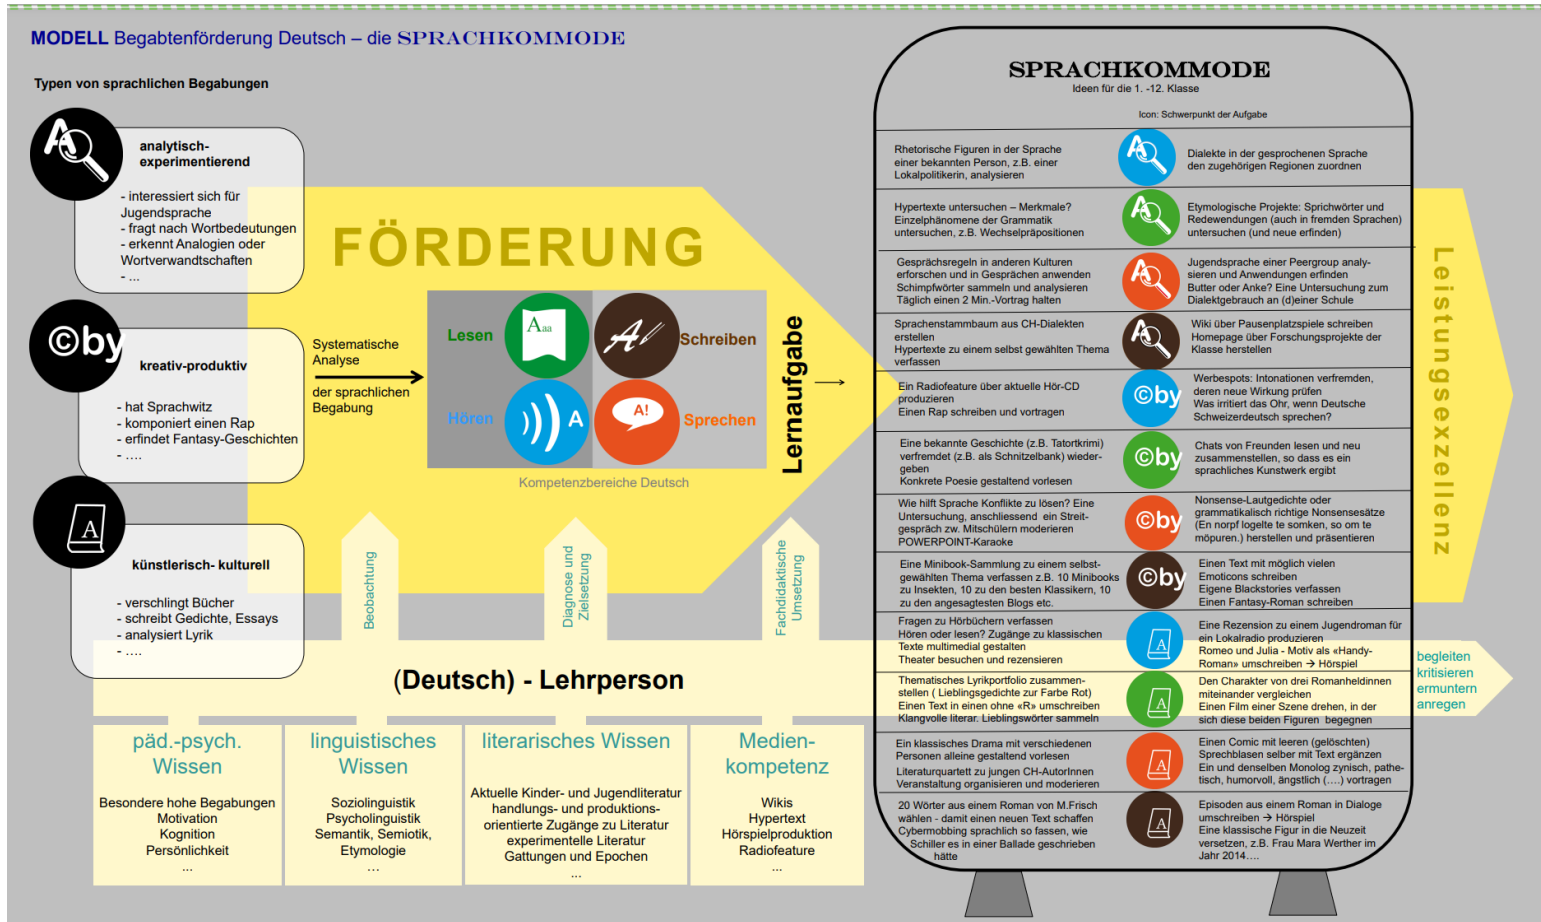 MODELL Begabtenförderung Deutsch – die SPRACHKOMMODE
Typen von sprachlichen Begabungen
A
analytisch-
experimentierend
- interessiert sich für
Jugendsprache
- fragt nach Wortbedeutungen
- erkennt Analogien oder
Wortverwandtschaften
- ...
©by
kreativ-produktiv
- hat Sprachwitz
- komponiert einen Rap
- erfindet Fantasy-Geschichten
- ....
A
künstlerisch- kulturell
- verschlingt Bücher
- schreibt Gedichte, Essays
- analysiert Lyrik
- ....
FÖRDERUNG
Systematische
Analyse
der sprachlichen
Begabung
Lesen
Aaa
A
Schreiben
Hören
A
A!
Sprechen
Kompetenzbereiche Deutsch
Lernaufgabe
Beobachtung
Diagnose und
Zielsetzung
Fachdidaktische
Umsetzung
(Deutsch) - Lehrperson
päd.-psych.
Wissen
Besondere hohe Begabungen
Motivation
Kognition
Persönlichkeit
...
linguistisches
Wissen
Soziolinguistik
Psycholinguistik
Semantik, Semiotik,
Etymologie
...
literarisches Wissen
Aktuelle Kinder- und Jugendliteratur
handlungs- und produktions-
orientierte Zugänge zu Literatur
experimentelle Literatur
Gattungen und Epochen
...
Medien-
kompetenz
Wikis
Hypertext
Hörspielproduktion
Radiofeature
...
SPRACHKOMMODE
Ideen für die 1. -12. Klasse
Icon: Schwerpunkt der Aufgabe
Rhetorische Figuren in der Sprache
einer bekannten Person, z.B. einer
Lokalpolitikerin, analysieren
A
Dialekte in der gesprochenen Sprache
den zugehörigen Regionen zuordnen
Hypertexte untersuchen – Merkmale?
Einzelphänomene der Grammatik
untersuchen, z.B. Wechselpräpositionen
A
Etymologische Projekte: Sprichwörter und
Redewendungen (auch in fremden Sprachen)
untersuchen (und neue erfinden)
Gesprächsregeln in anderen Kulturen
erforschen und in Gesprächen anwenden
Schimpfwörter sammeln und analysieren
Täglich einen 2 Min.-Vortrag halten
A
Jugendsprache einer Peergroup analy-
sieren und Anwendungen erfinden
Butter oder Anke? Eine Untersuchung zum
Dialektgebrauch an (d)einer Schule
Sprachenstammbaum aus CH-Dialekten
erstellen
Hypertexte zu einem selbst gewählten Thema
verfassen
A
Wiki über Pausenplatzspiele schreiben
Homepage über Forschungsprojekte der
Klasse herstellen
Ein Radiofeature über aktuelle Hör-CD
produzieren
Einen Rap schreiben und vortragen
©by
Werbespots: Intonationen verfremden,
deren neue Wirkung prüfen
Was irritiert das Ohr, wenn Deutsche
Schweizerdeutsch sprechen?
Eine bekannte Geschichte (z.B. Tatortkrimi)
verfremdet (z.B. als Schnitzelbank) wieder-
geben
Konkrete Poesie gestaltend vorlesen
©by
Chats von Freunden lesen und neu
zusammenstellen, so dass es ein
sprachliches Kunstwerk ergibt
Wie hilft Sprache Konflikte zu lösen? Eine
Untersuchung, anschliessend ein Streit-
gespräch zw. Mitschülern moderieren
POWERPOINT-Karaoke
©by
Nonsense-Lautgedichte oder
grammatikalisch richtige Nonsensesätze
(En norpf logelte te somken, so om te
möpuren.) herstellen und präsentieren
Eine Minibook-Sammlung zu einem selbst-
gewählten Thema verfassen z.B. 10 Minibooks
zu Insekten, 10 zu den besten Klassikern, 10
zu den angesagtesten Blogs etc.
©by
Einen Text mit möglich vielen
Emoticons schreiben
Eigene Blackstories verfassen
Einen Fantasy-Roman schreiben
Fragen zu Hörbüchern verfassen
Hören oder lesen? Zugänge zu klassischen
Texte multimedial gestalten
Theater besuchen und rezensieren
A
Eine Rezension zu einem Jugendroman für
ein Lokalradio produzieren
Romeo und Julia - Motiv als «Handy-
Roman» umschreiben → Hörspiel
Thematisches Lyrikportfolio zusammen-
stellen ( Lieblingsgedichte zur Farbe Rot)
Einen Text in einen ohne «R» umschreiben
Klangvolle literar. Lieblingswörter sammeln
A
Den Charakter von drei Romanheldinnen
miteinander vergleichen
Einen Film einer Szene drehen, in der
sich diese beiden Figuren begegnen
Ein klassisches Drama mit verschiedenen
Personen alleine gestaltend vorlesen
Literaturquartett zu jungen CH-AutorInnen
Veranstaltung organisieren und moderieren
A
Einen Comic mit leeren (gelöschten)
Sprechblasen selber mit Text ergänzen
Ein und denselben Monolog zynisch, pathe-
tisch, humorvoll, ängstlich (....) vortragen
20 Wörter aus einem Roman von M.Frisch
wählen - damit einen neuen Text schaffen
Cybermobbing sprachlich so fassen, wie
Schiller es in einer Ballade geschrieben
hätte
A
Episoden aus einem Roman in Dialoge
umschreiben → Hörspiel
Eine klassische Figur in die Neuzeit
versetzen, z.B. Frau Mara Werther im
Jahr 2014....
Leistungsexzellenz
begleiten
kritisieren
ermuntern
anregen